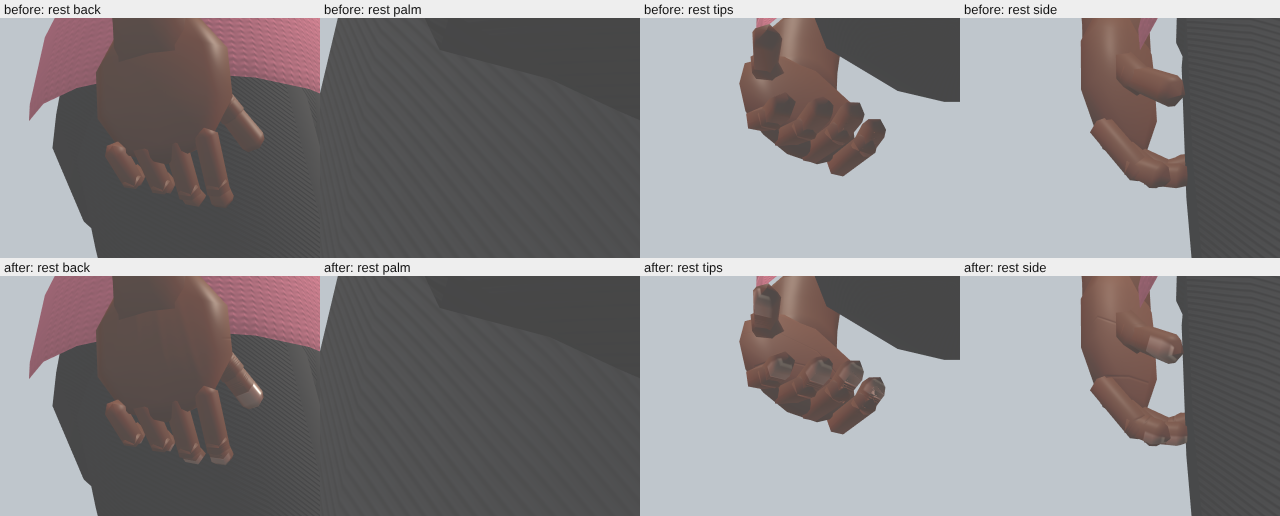 before: rest back
before: rest palm
before: rest tips
before: rest side
after: rest back
after: rest palm
after: rest tips
after: rest side